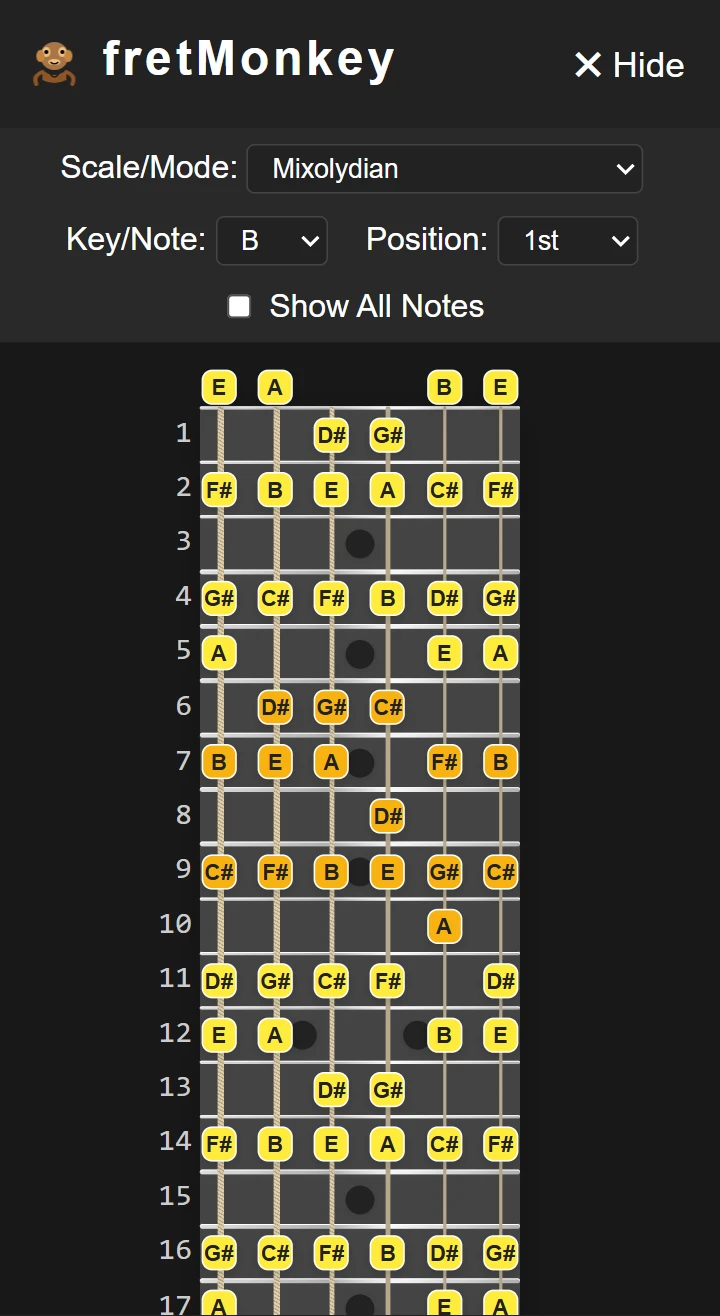 fretMonkey
✕ Hide
Scale/Mode: Mixolydian
Key/Note: B Position: 1st
Show All Notes
E A B E
1 D# G#
2 F# B E A C# F#
3
4 G# C# F# B D# G#
5 A E A
6 D# G# C#
7 B E A F# B
8 D#
9 C# F# B E G# C#
10 A
11 D# G# C# F# D#
12 E A B E
13 D# G#
14 F# B E A C# F#
15
16 G# C# F# B D# G#
17 A E A